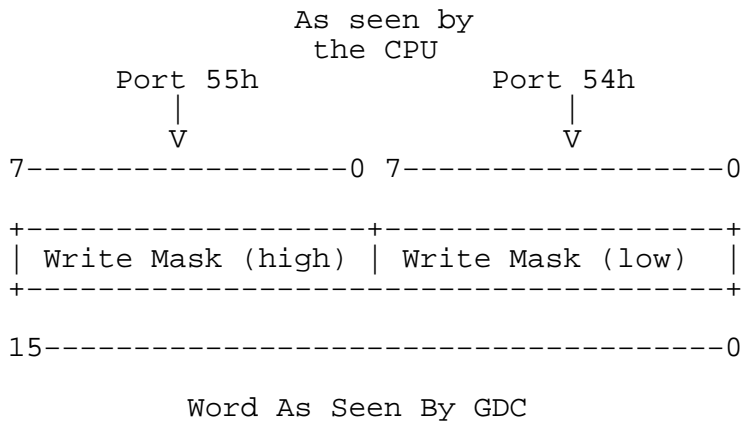 As seen by
the CPU
Port 55h Port 54h
| |
V V
7-------------------0 7------------------0
+-------------------+-------------------+
| Write Mask (high) | Write Mask (low) |
+---------------------------------------+
15--------------------------------------0
Word As Seen By GDC